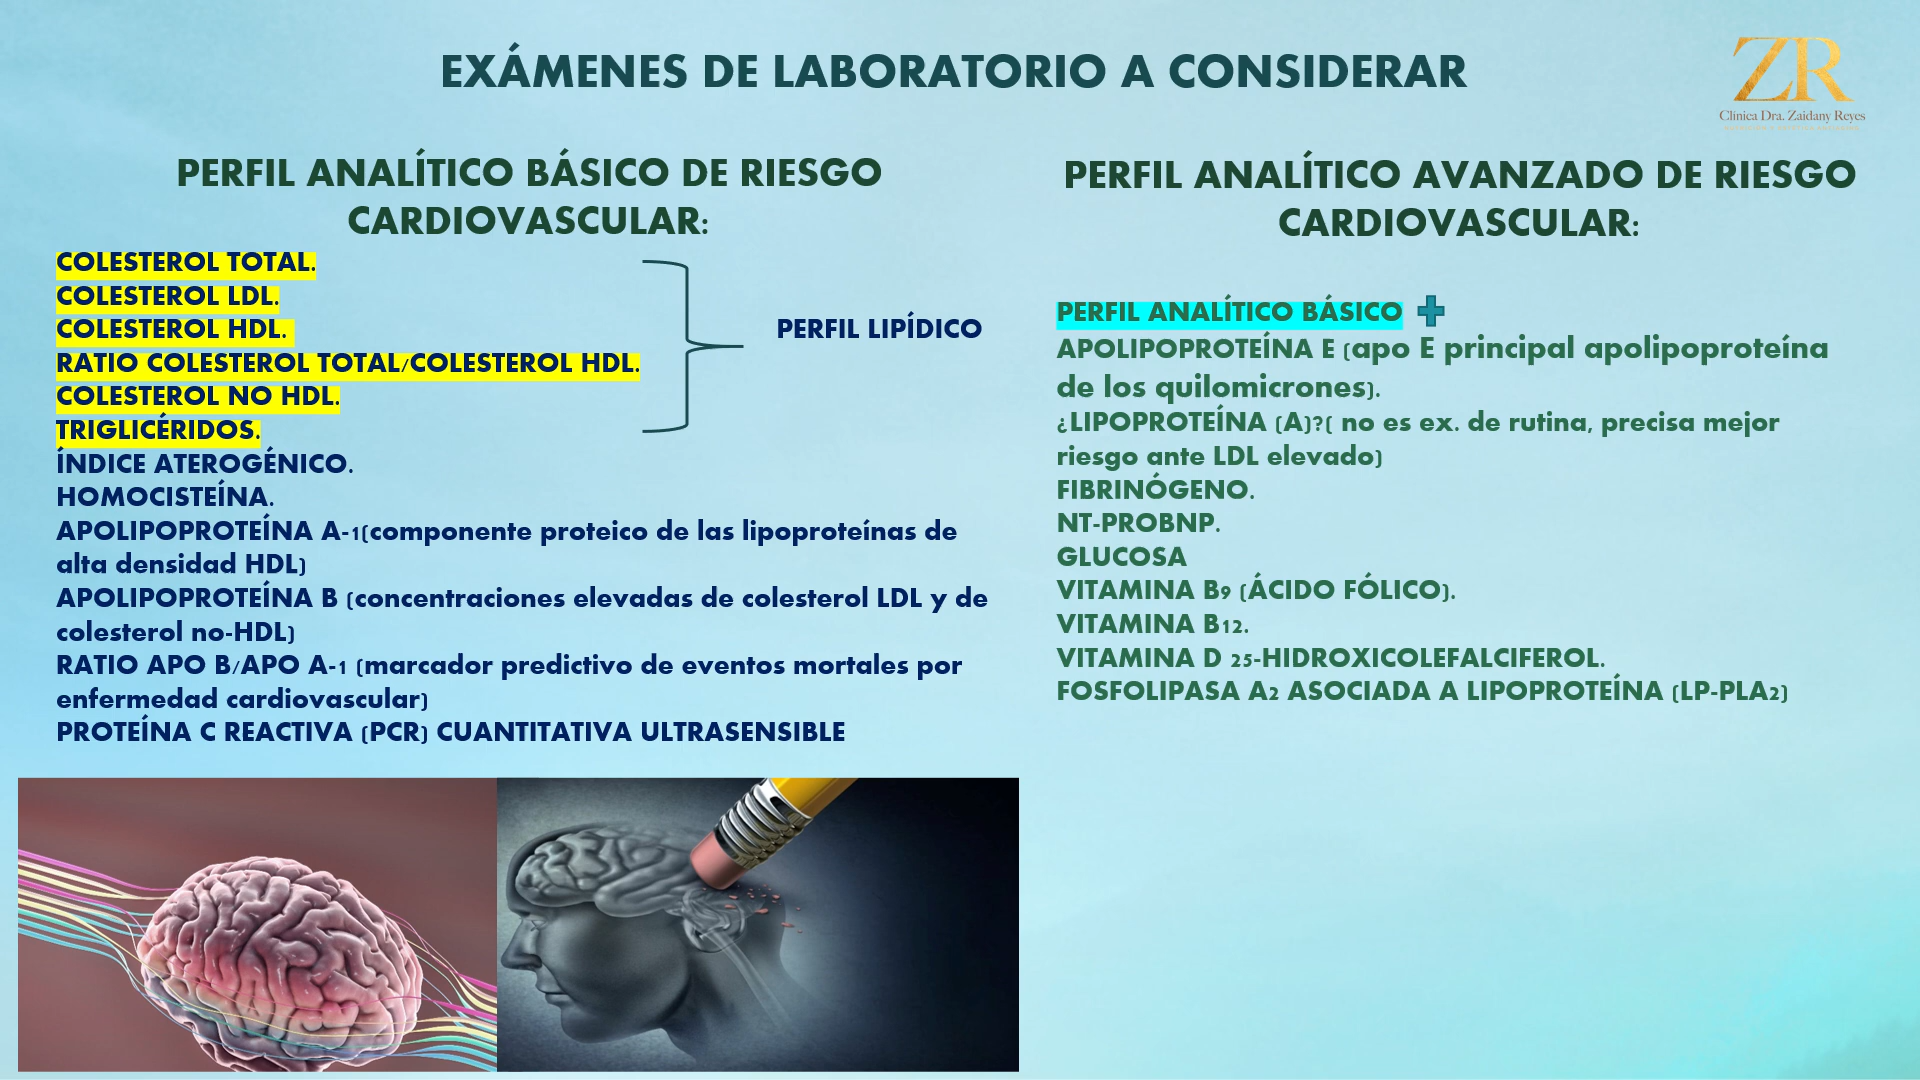 EXÁMENES DE LABORATORIO A CONSIDERAR
ZR
Clínica Dra. Zaidany Reyes
PERFIL ANALÍTICO BÁSICO DE RIESGO
CARDIOVASCULAR:
COLESTEROL TOTAL.
COLESTEROL LDL.
COLESTEROL HDL.
RATIO COLESTEROL TOTAL/COLESTEROL HDL.
COLESTEROL NO HDL.
TRIGLICÉRIDOS.
PERFIL LIPÍDICO
ÍNDICE ATEROGÉNICO.
HOMOCISTEÍNA.
APOLIPOPROTEÍNA A-1(componente proteico de las lipoproteínas de
alta densidad HDL)
APOLIPOPROTEÍNA B (concentraciones elevadas de colesterol LDL y de
colesterol no-HDL)
RATIO APO B/APO A-1 (marcador predictivo de eventos mortales por
enfermedad cardiovascular)
PROTEÍNA C REACTIVA (PCR) CUANTITATIVA ULTRASENSIBLE
PERFIL ANALÍTICO AVANZADO DE RIESGO
CARDIOVASCULAR:
PERFIL ANALÍTICO BÁSICO
APOLIPOPROTEÍNA E (apo E principal apolipoproteína
de los quilomicrones).
¿LIPOPROTEÍNA (A)?( no es ex. de rutina, precisa mejor
riesgo ante LDL elevado)
FIBRINÓGENO.
NT-PROBNP.
GLUCOSA
VITAMINA B9 (ÁCIDO FÓLICO).
VITAMINA B12.
VITAMINA D 25-HIDROXICOLEFALCIFEROL.
FOSFOLIPASA A2 ASOCIADA A LIPOPROTEÍNA (LP-PLA2)